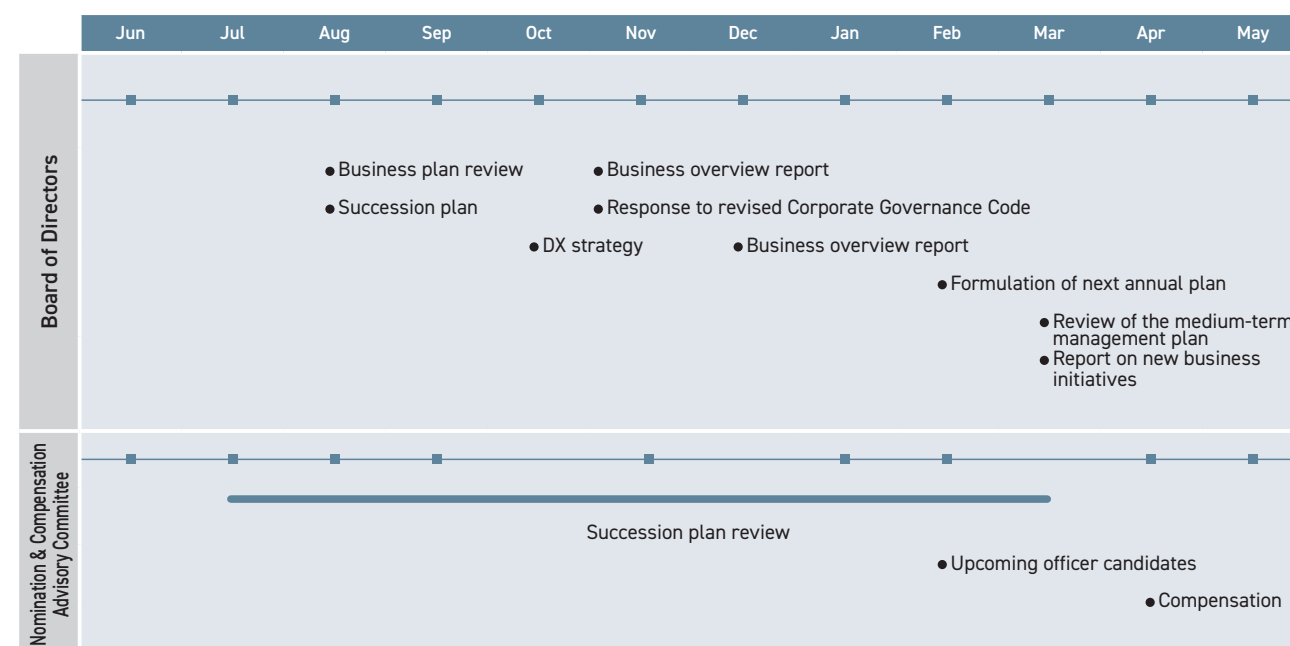 Jun Jul Aug Sep Oct Nov Dec Jan Feb Mar Apr May
Board of Directors
●Business plan review
●Business overview report
●Succession plan
●Response to revised Corporate Governance Code
●DX strategy
●Business overview report
●Formulation of next annual plan
●Review of the medium-term
management plan
●Report on new business
initiatives
Nomination & Compensation
Advisory Committee
Succession plan review
●Upcoming officer candidates
●Compensation